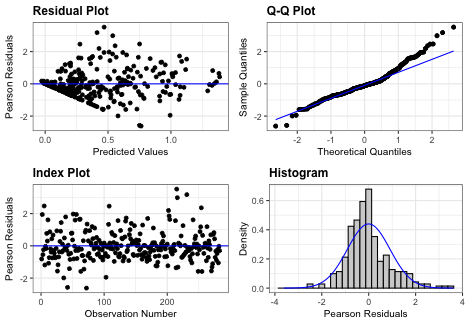 Residual Plot
Pearson Residuals
2
0
-2
0.0
0.5
1.0
Predicted Values
Q-Q Plot
Sample Quantiles
2
0
-2
-2
-1
0
1
2
Theoretical Quantiles
Index Plot
Pearson Residuals
2
0
-2
0
100
200
Observation Number
Histogram
Density
0.6
0.4
0.2
0.0
-4
-2
0
2
4
Pearson Residuals